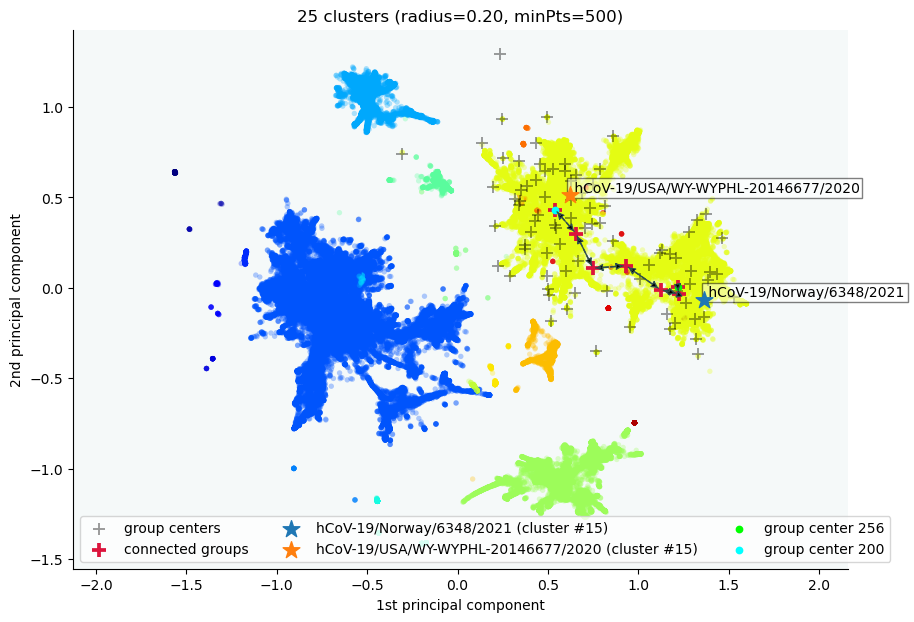 25 clusters (radius=0.20, minPts=500)
2nd principal component
1.0
0.5
0.0
−0.5
−1.0
−1.5
hCoV-19/USA/WY-WYPHL-20146677/2020
hCoV-19/Norway/6348/2021
group centers
connected groups
hCoV-19/Norway/6348/2021 (cluster #15)
hCoV-19/USA/WY-WYPHL-20146677/2020 (cluster #15)
group center 256
group center 200
−2.0 −1.5 −1.0 −0.5 0.0 0.5 1.0 1.5 2.0
1st principal component